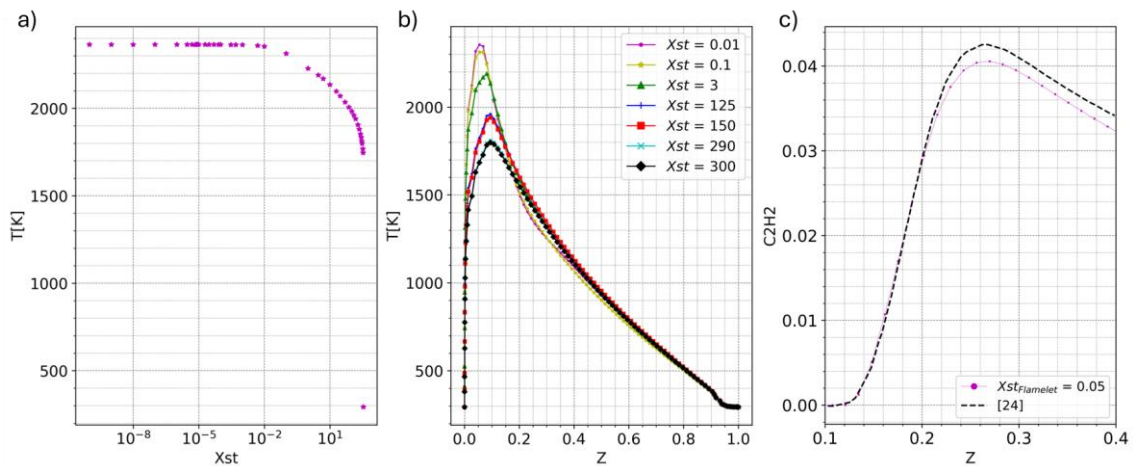 a)
T[K]
2000
1500
1000
500
10⁻⁸
10⁻⁵
10⁻²
10¹
Xst
b)
T[K]
2000
1500
1000
500
0.0
0.2
0.4
0.6
0.8
1.0
Z
Xst = 0.01
Xst = 0.1
Xst = 3
Xst = 125
Xst = 150
Xst = 290
Xst = 300
c)
C2H2
0.04
0.03
0.02
0.01
0.00
0.1
0.2
0.3
0.4
Z
Xst_Flamelet = 0.05
[24]